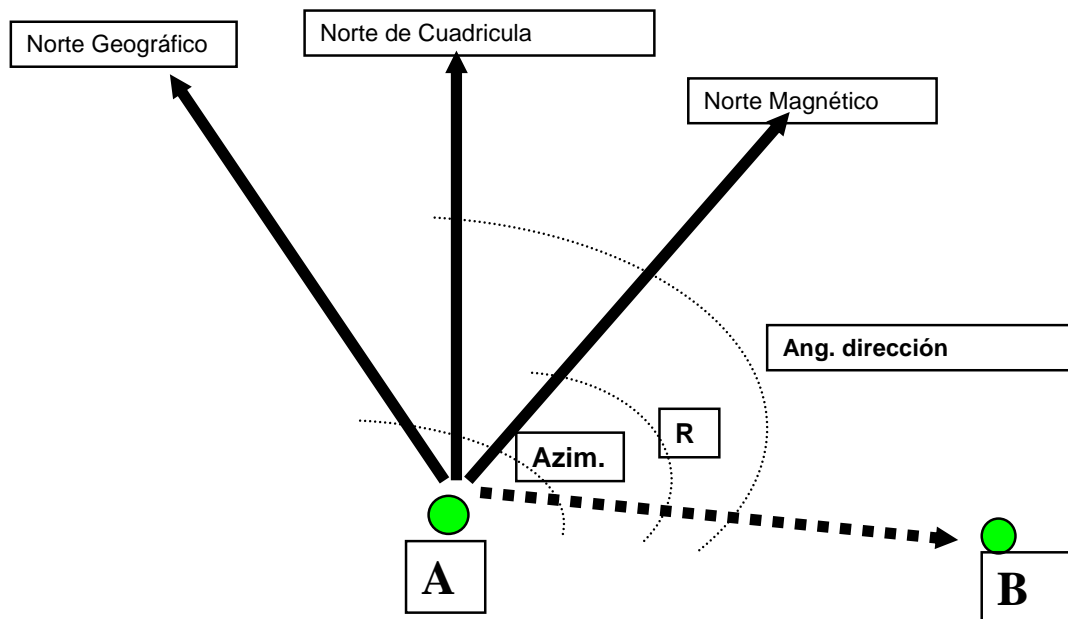 Norte Geográfico
Norte de Cuadricula
Norte Magnético
Ang. dirección
R
Azim.
A
B